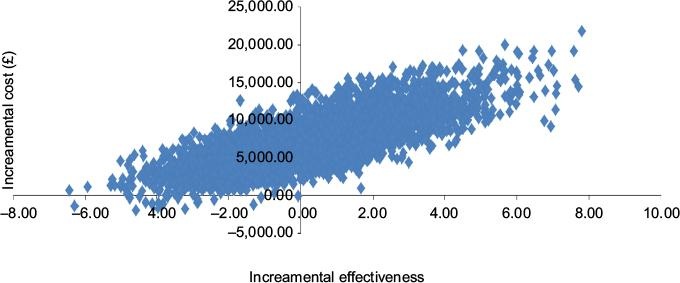 25,000.00
20,000.00
15,000.00
10,000.00
5,000.00
0.00
–5,000.00
Increamental cost (£)
–8.00 –6.00 –4.00 –2.00 0.00 2.00 4.00 6.00 8.00 10.00
Increamental effectiveness